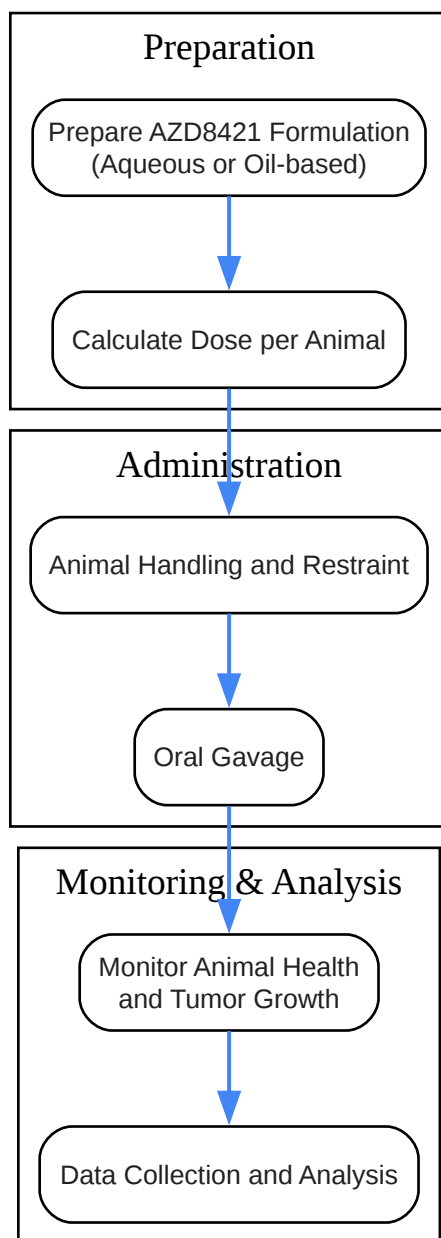 Preparation
Prepare AZD8421 Formulation
(Aqueous or Oil-based)
Calculate Dose per Animal
Administration
Animal Handling and Restraint
Oral Gavage
Monitoring & Analysis
Monitor Animal Health
and Tumor Growth
Data Collection and Analysis